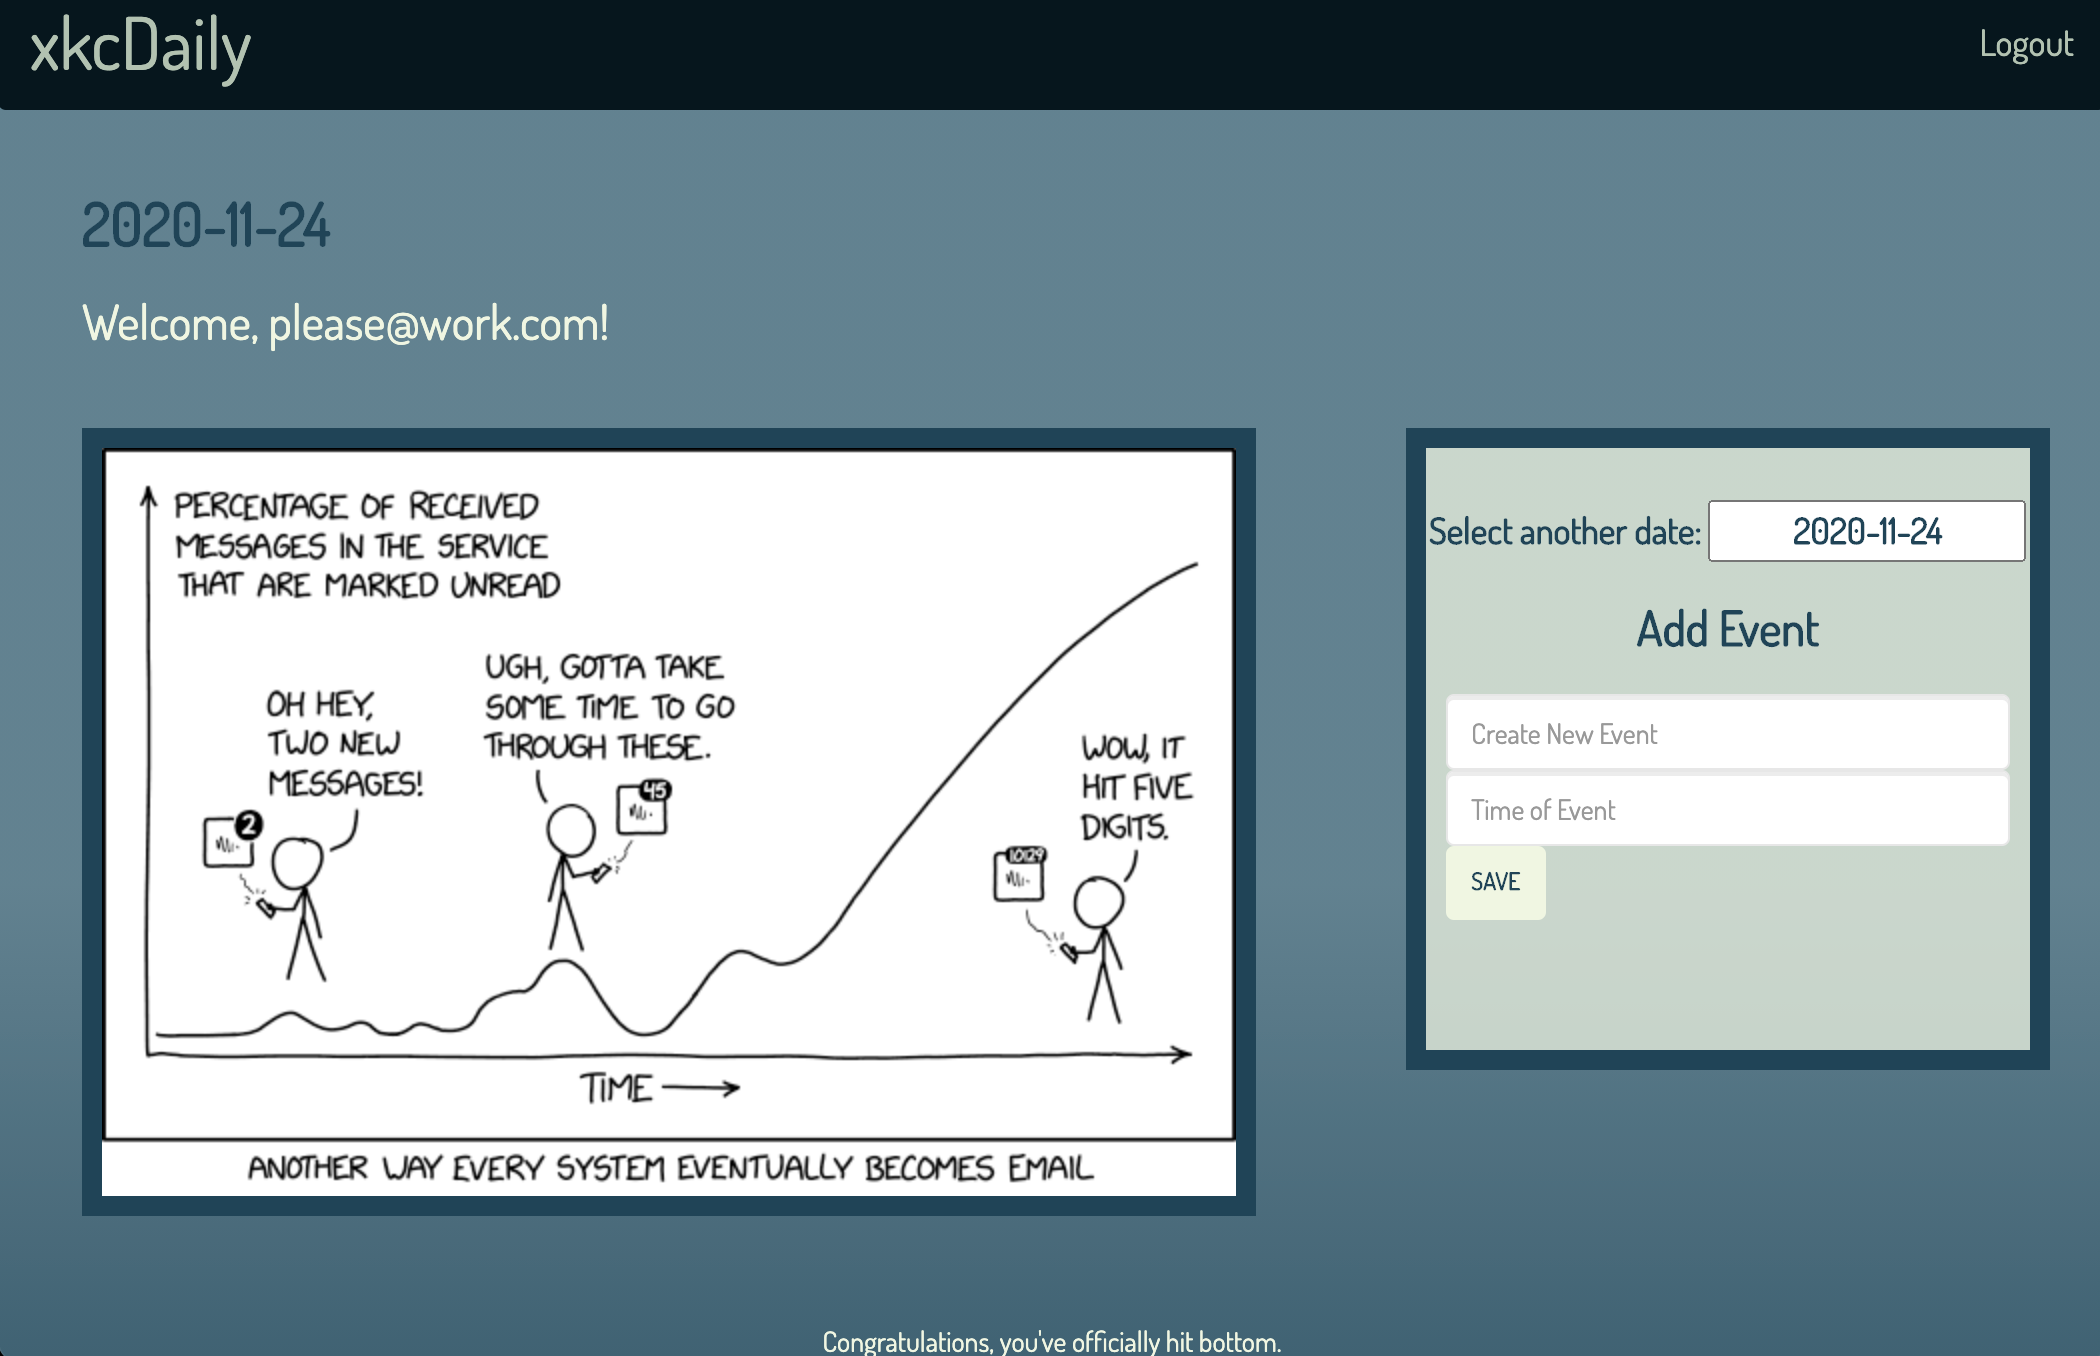 xkcDaily
Logout
2020-11-24
Welcome, please@work.com!
PERCENTAGE OF RECEIVED
MESSAGES IN THE SERVICE
THAT ARE MARKED UNREAD
OH HEY,
TWO NEW
MESSAGES!
2
UGH, GOTTA TAKE
SOME TIME TO GO
THROUGH THESE.
45
WOW, IT
HIT FIVE
DIGITS.
10129
TIME
ANOTHER WAY EVERY SYSTEM EVENTUALLY BECOMES EMAIL
Select another date: 2020-11-24
Add Event
Create New Event
Time of Event
SAVE
Congratulations, you've officially hit bottom.